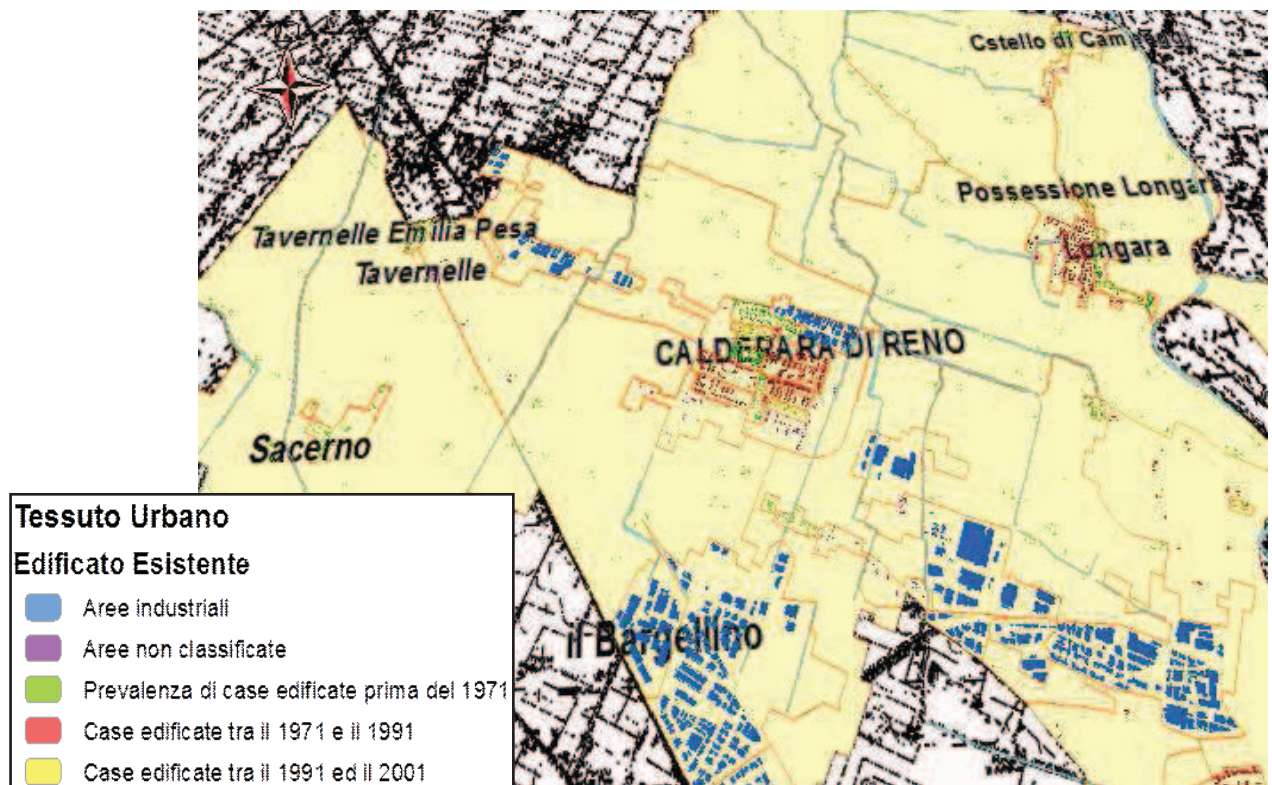 Cstello di Campeggi
Possessione Longara
Longara
Tavernelle Emilia Pesa
Tavernelle
CALDERARA DI RENO
Sacerno
il Bargellino
Tessuto Urbano
Edificato Esistente
Aree industriali
Aree non classificate
Prevalenza di case edificate prima del 1971
Case edificate tra il 1971 e il 1991
Case edificate tra il 1991 ed il 2001